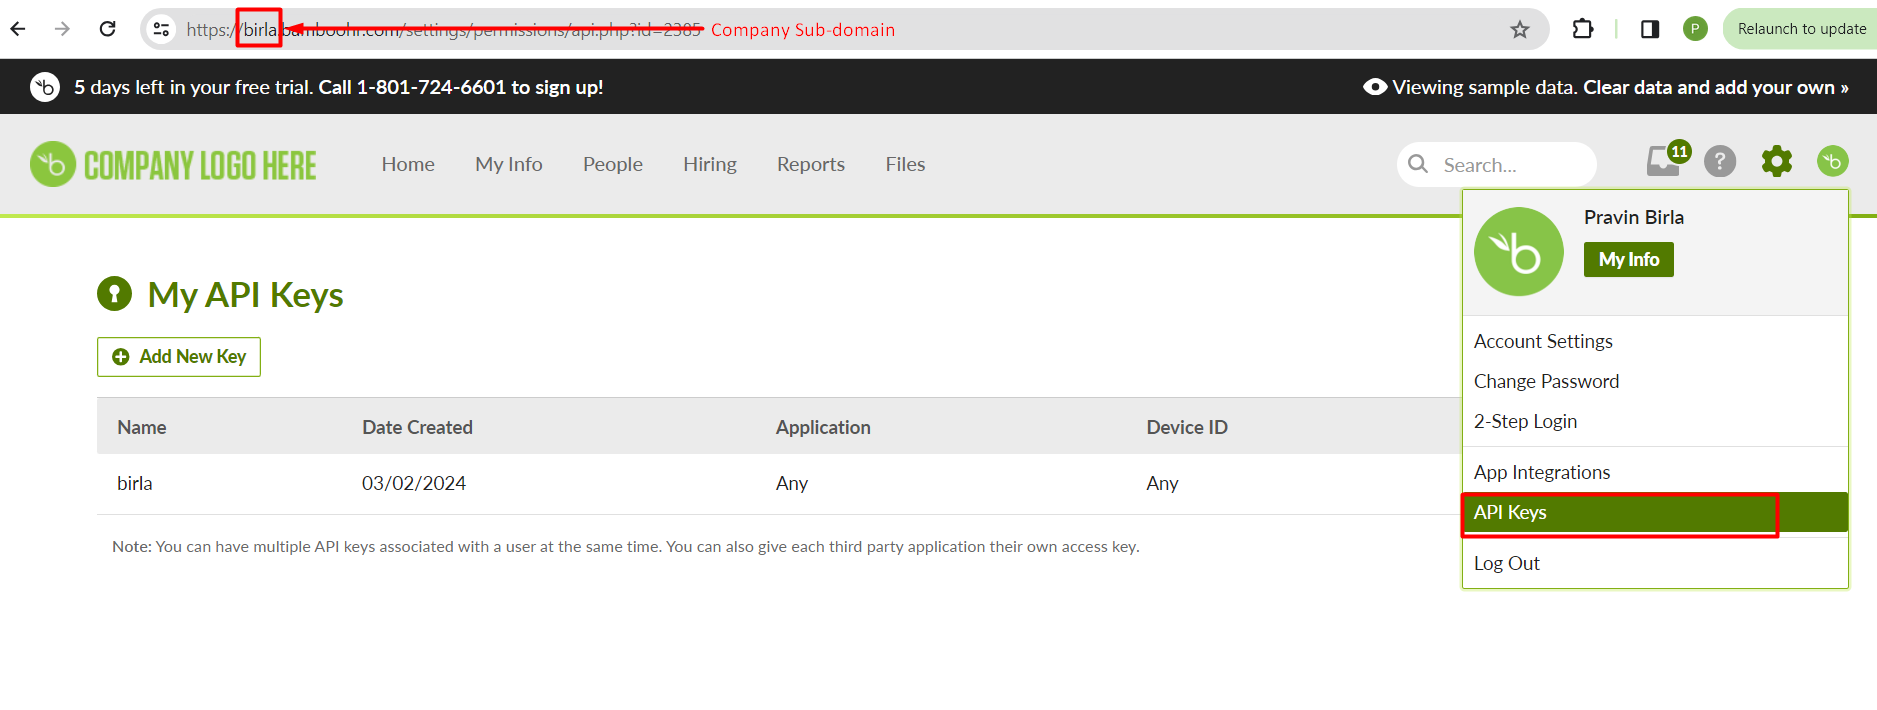 https://birla.bamboohr.com/settings/permissions/api.php?id=2385 Company Sub-domain
P Relaunch to update
5 days left in your free trial. Call 1-801-724-6601 to sign up!
Viewing sample data. Clear data and add your own »
COMPANY LOGO HERE
Home My Info People Hiring Reports Files
Search...
11
?
Pravin Birla
My Info
My API Keys
Add New Key
Account Settings
Change Password
2-Step Login
App Integrations
API Keys
Log Out
Name Date Created Application Device ID
birla 03/02/2024 Any Any
Note: You can have multiple API keys associated with a user at the same time. You can also give each third party application their own access key.